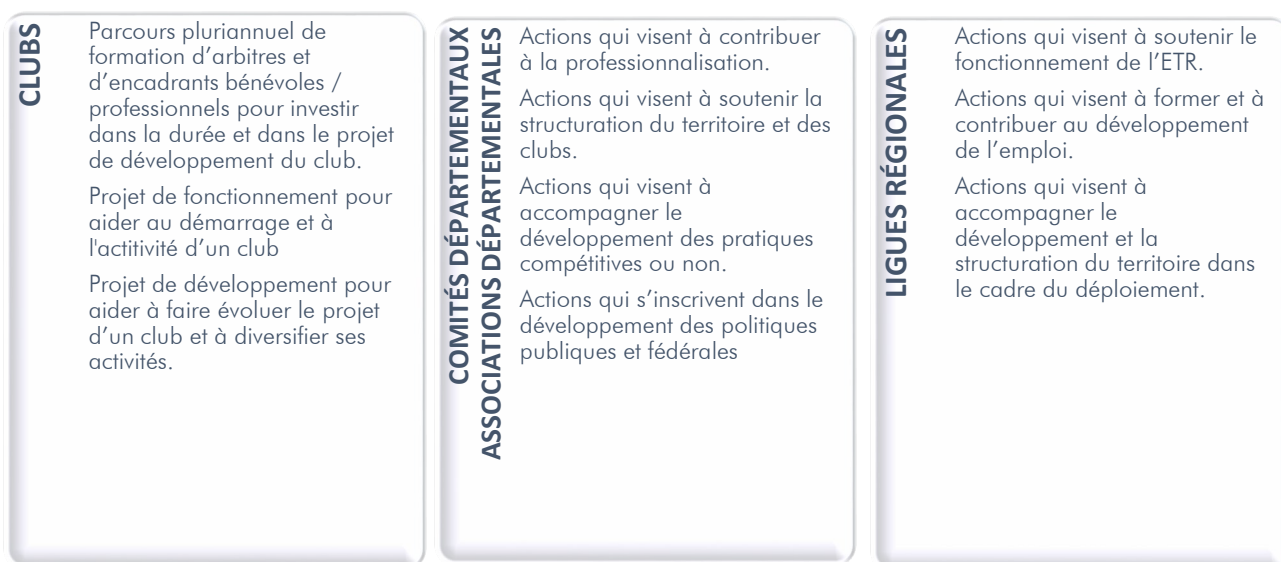 CLUBS
Parcours pluriannuel de
formation d’arbitres et
d’encadrants bénévoles /
professionnels pour investir
dans la durée et dans le projet
de développement du club.
Projet de fonctionnement pour
aider au démarrage et à
l'actitivité d’un club
Projet de développement pour
aider à faire évoluer le projet
d’un club et à diversifier ses
activités.
COMITÉS DÉPARTEMENTAUX
ASSOCIATIONS DÉPARTEMENTALES
Actions qui visent à contribuer
à la professionnalisation.
Actions qui visent à soutenir la
structuration du territoire et des
clubs.
Actions qui visent à
accompagner le
développement des pratiques
compétitives ou non.
Actions qui s’inscrivent dans le
développement des politiques
publiques et fédérales
LIGUES RÉGIONALES
Actions qui visent à soutenir le
fonctionnement de l’ETR.
Actions qui visent à former et à
contribuer au développement
de l’emploi.
Actions qui visent à
accompagner le
développement et la
structuration du territoire dans
le cadre du déploiement.